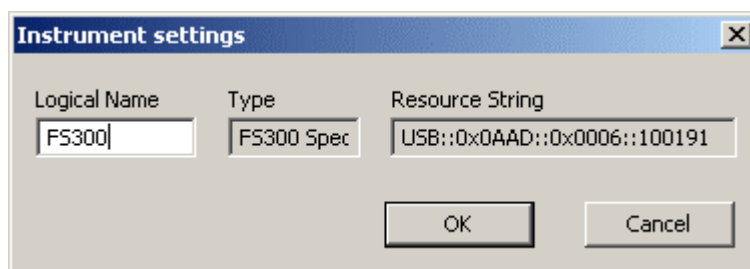 Instrument settings
Logical Name Type Resource String
FS300 FS300 Spec USB::0x0AAD::0x0006::100191
OK Cancel